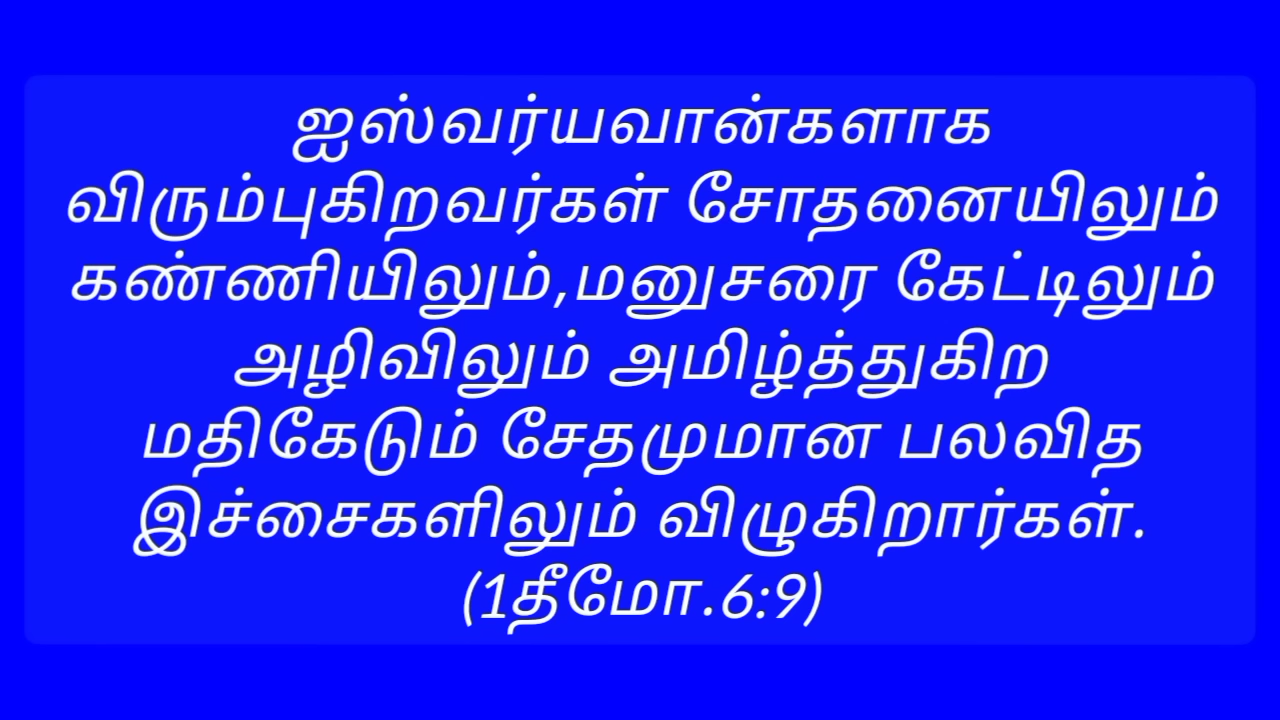 ஐஸ்வர்யவான்களாக
விரும்புகிறவர்கள் சோதனையிலும்
கண்ணியிலும்,மனுசரை கேட்டிலும்
அழிவிலும் அமிழ்த்துகிற
மதிகேடும் சேதமுமான பலவித
இச்சைகளிலும் விழுகிறார்கள்.
(1தீமோ.6:9)